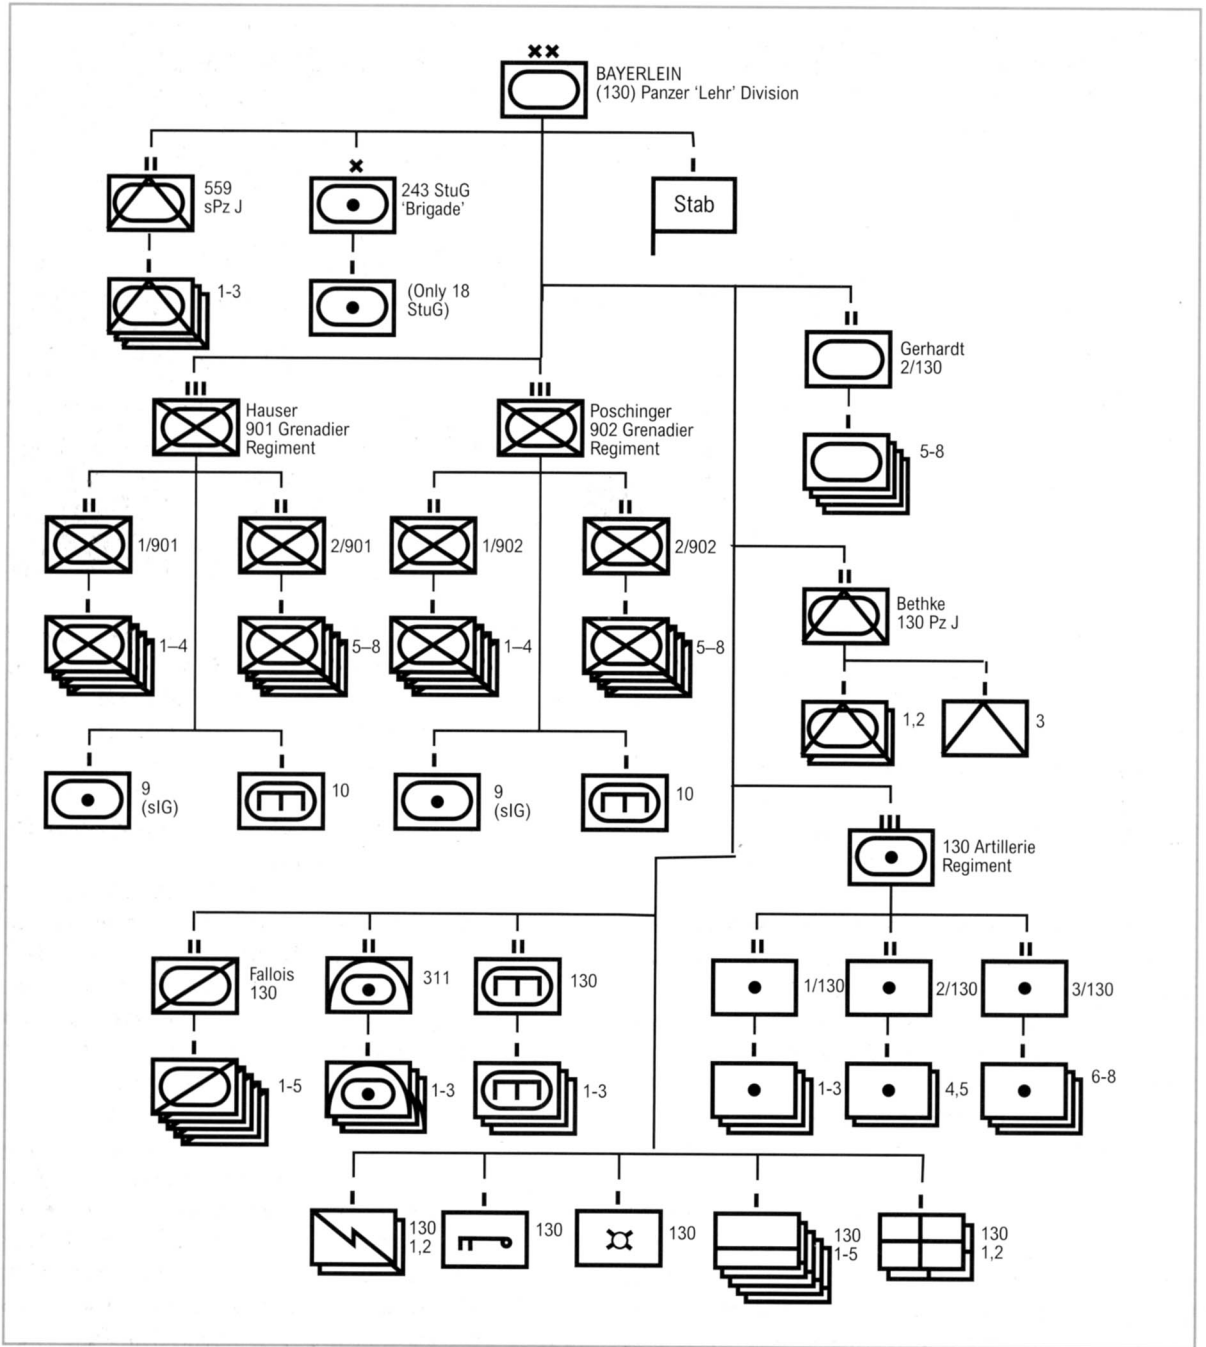 BAYERLEIN
(130) Panzer ‘Lehr’ Division
559
sPz J
243 StuG
‘Brigade’
Stab
1-3
(Only 18
StuG)
Gerhardt
2/130
5-8
Hauser
901 Grenadier
Regiment
Poschinger
902 Grenadier
Regiment
1/901
2/901
1/902
2/902
1–4
5–8
1–4
5–8
Bethke
130 Pz J
1,2
3
9
(sIG)
10
9
(sIG)
10
130 Artillerie
Regiment
Fallois
130
311
130
1/130
2/130
3/130
1-5
1-3
1-3
1-3
4,5
6-8
130
1,2
130
130
130
1-5
130
1,2